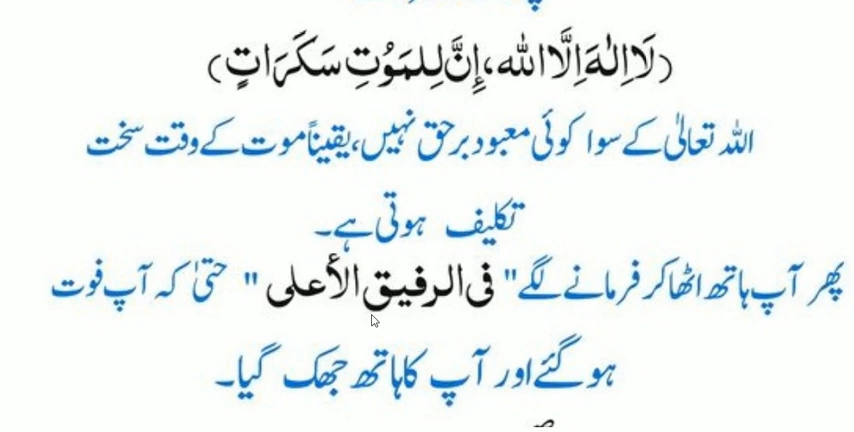 (لَا اِلٰهَ اِلَّا اللّٰه، إِنَّ لِلمَوُتِ سَكَرَاتٍ)
اللہ تعالیٰ کے سوا کوئی معبود برحق نہیں، یقیناً موت کے وقت سخت
تکلیف ہوتی ہے۔
پھر آپ ہاتھ اٹھا کر فرمانے لگے" فی الرفیق الأعلی " حتیٰ کہ آپ فوت
ہو گئے اور آپ کا ہاتھ جھک گیا۔